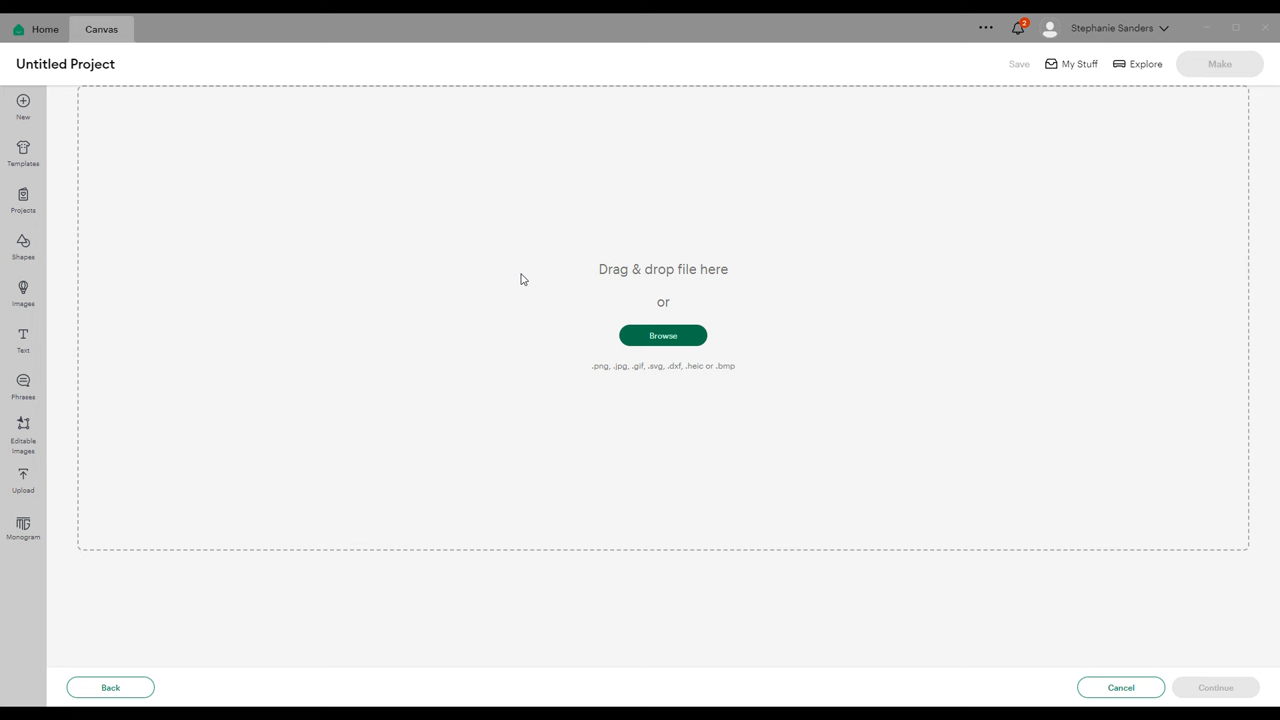 Home
Canvas
2
Stephanie Sanders
Untitled Project
Save
My Stuff
Explore
Make
New
Templates
Projects
Shapes
Images
Text
Phrases
Editable
Images
Upload
MG
Monogram
Drag & drop file here
or
Browse
.png, .jpg, .gif, .svg, .dxf, .heic or .bmp
Back
Cancel
Continue